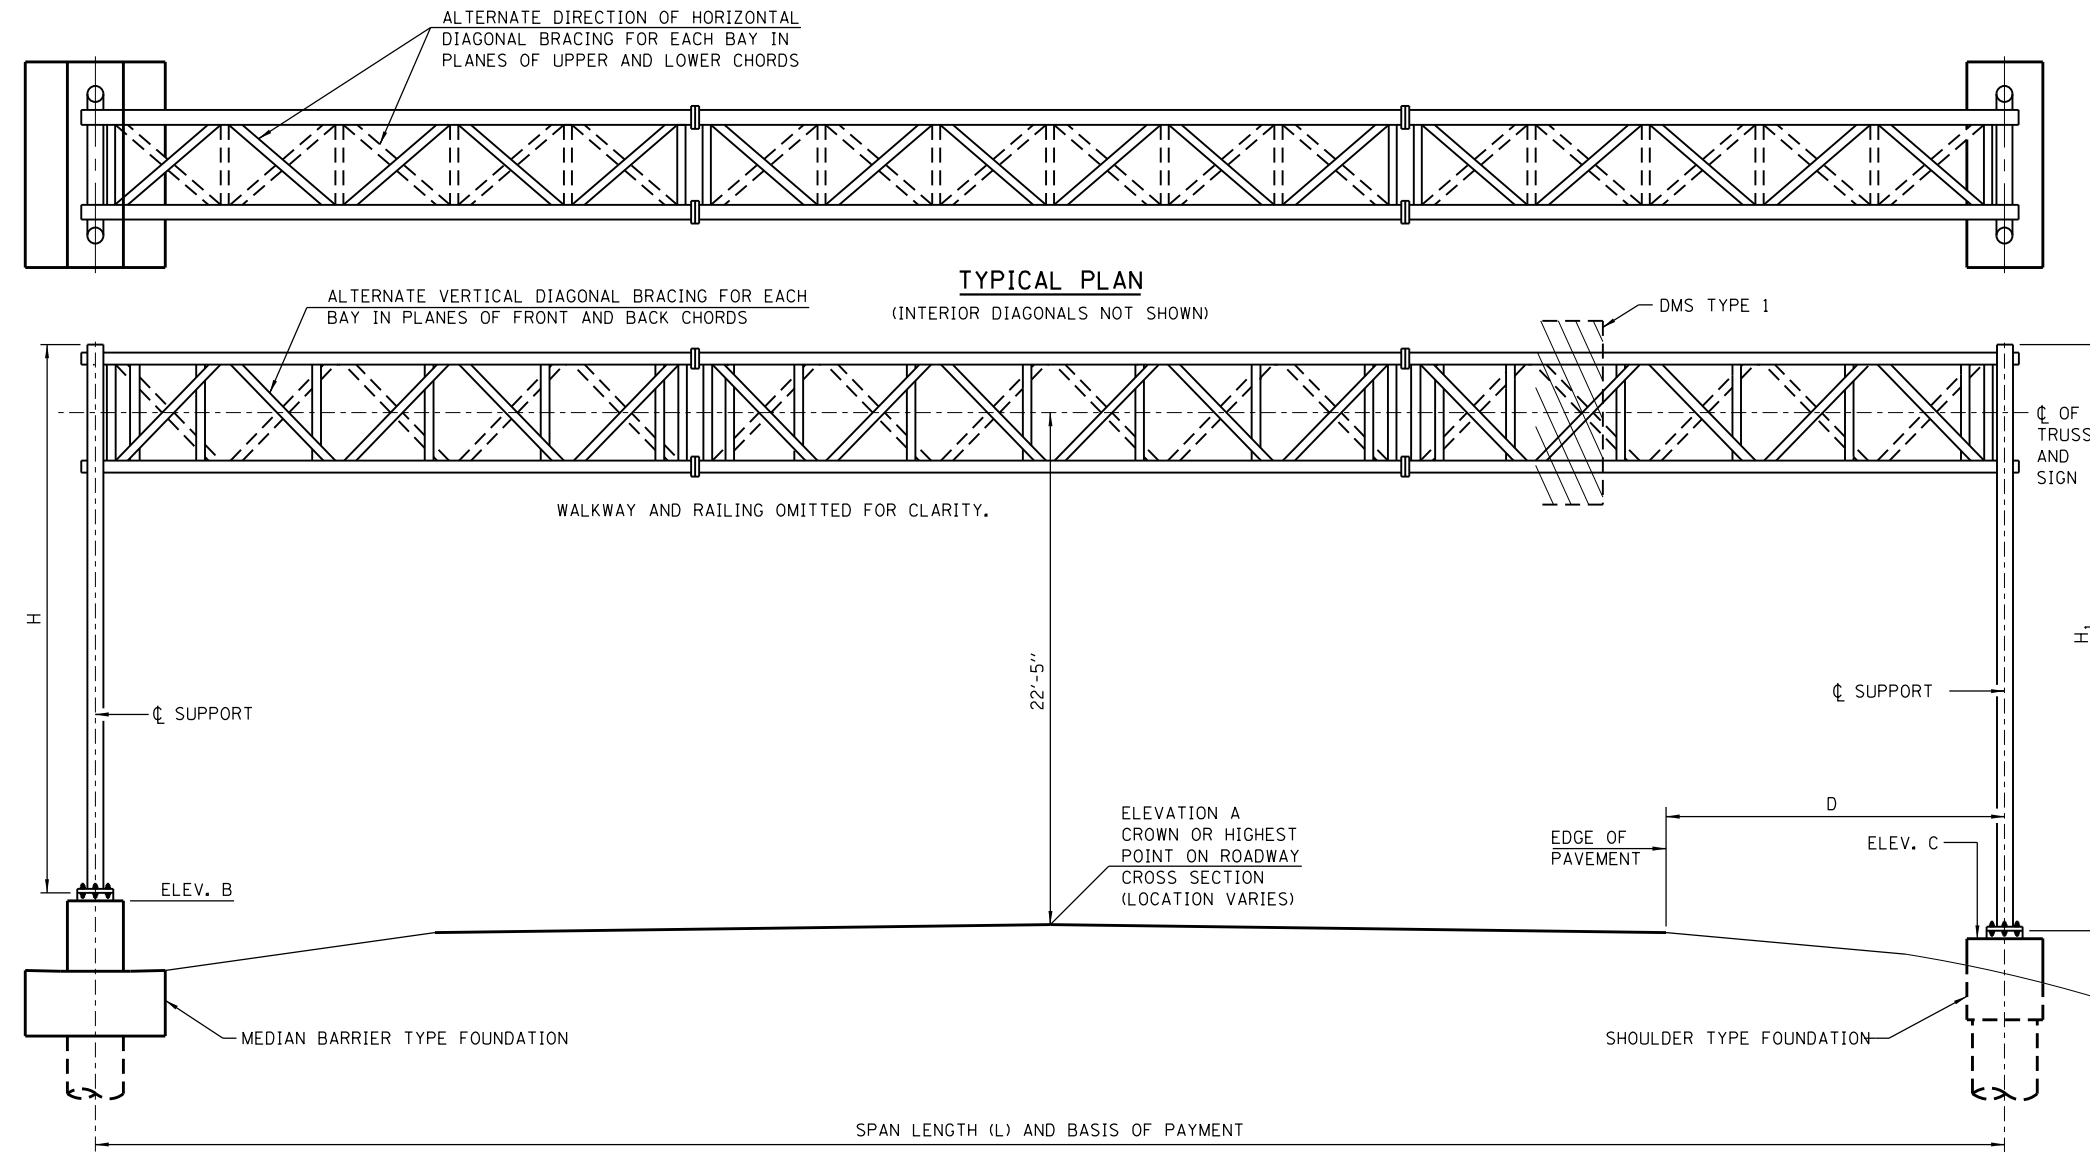 ALTERNATE DIRECTION OF HORIZONTAL
DIAGONAL BRACING FOR EACH BAY IN
PLANES OF UPPER AND LOWER CHORDS
TYPICAL PLAN
(INTERIOR DIAGONALS NOT SHOWN)
ALTERNATE VERTICAL DIAGONAL BRACING FOR EACH
BAY IN PLANES OF FRONT AND BACK CHORDS
DMS TYPE 1
℄ OF
TRUSS
AND
SIGN
WALKWAY AND RAILING OMITTED FOR CLARITY.
H
H1
22'-5"
℄ SUPPORT
℄ SUPPORT
ELEVATION A
CROWN OR HIGHEST
POINT ON ROADWAY
CROSS SECTION
(LOCATION VARIES)
D
EDGE OF
PAVEMENT
ELEV. C
ELEV. B
MEDIAN BARRIER TYPE FOUNDATION
SHOULDER TYPE FOUNDATION
SPAN LENGTH (L) AND BASIS OF PAYMENT